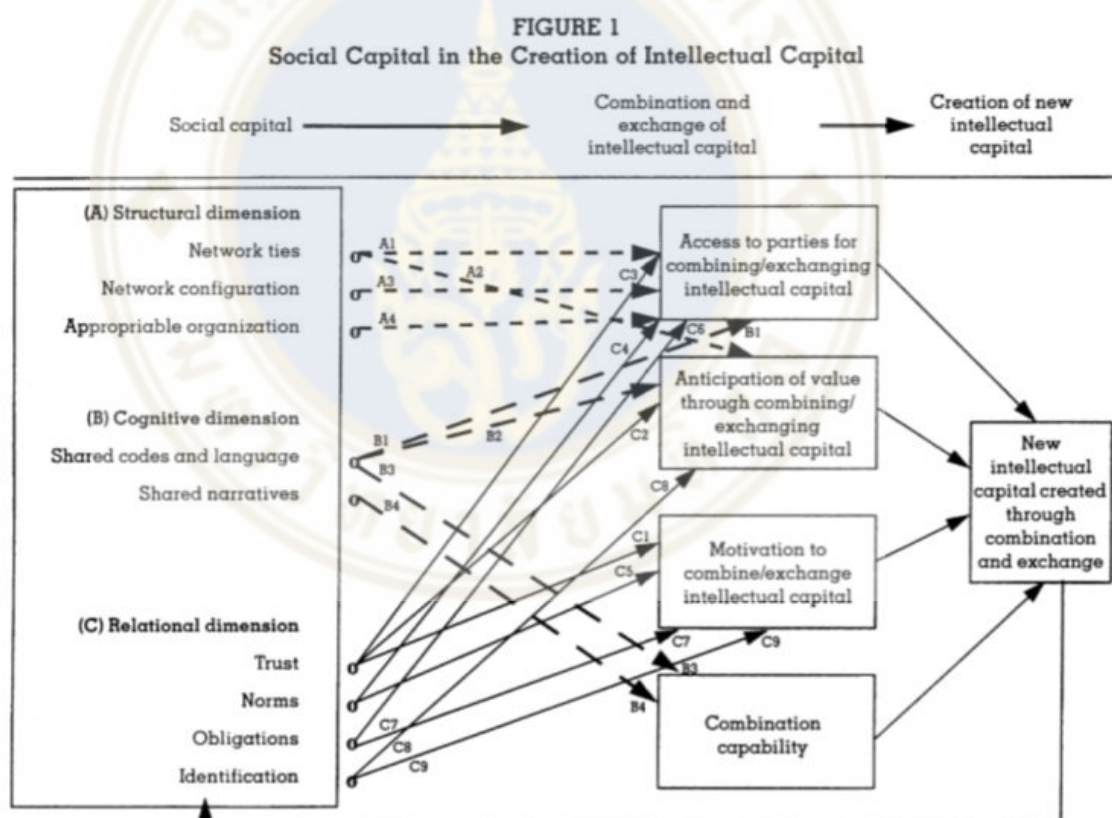 FIGURE 1
Social Capital in the Creation of Intellectual Capital
Social capital
Combination and
exchange of
intellectual capital
Creation of new
intellectual
capital
(A) Structural dimension
Network ties
Network configuration
Appropriable organization
(B) Cognitive dimension
Shared codes and language
Shared narratives
(C) Relational dimension
Trust
Norms
Obligations
Identification
A1
A2
A3
A4
B1
B2
B3
B4
C7
C8
C9
C3
C4
C6
B1
C2
C8
C1
C5
C7
C9
B3
B4
Access to parties for
combining/exchanging
intellectual capital
Anticipation of value
through combining/
exchanging
intellectual capital
Motivation to
combine/exchange
intellectual capital
Combination
capability
New
intellectual
capital created
through
combination
and exchange